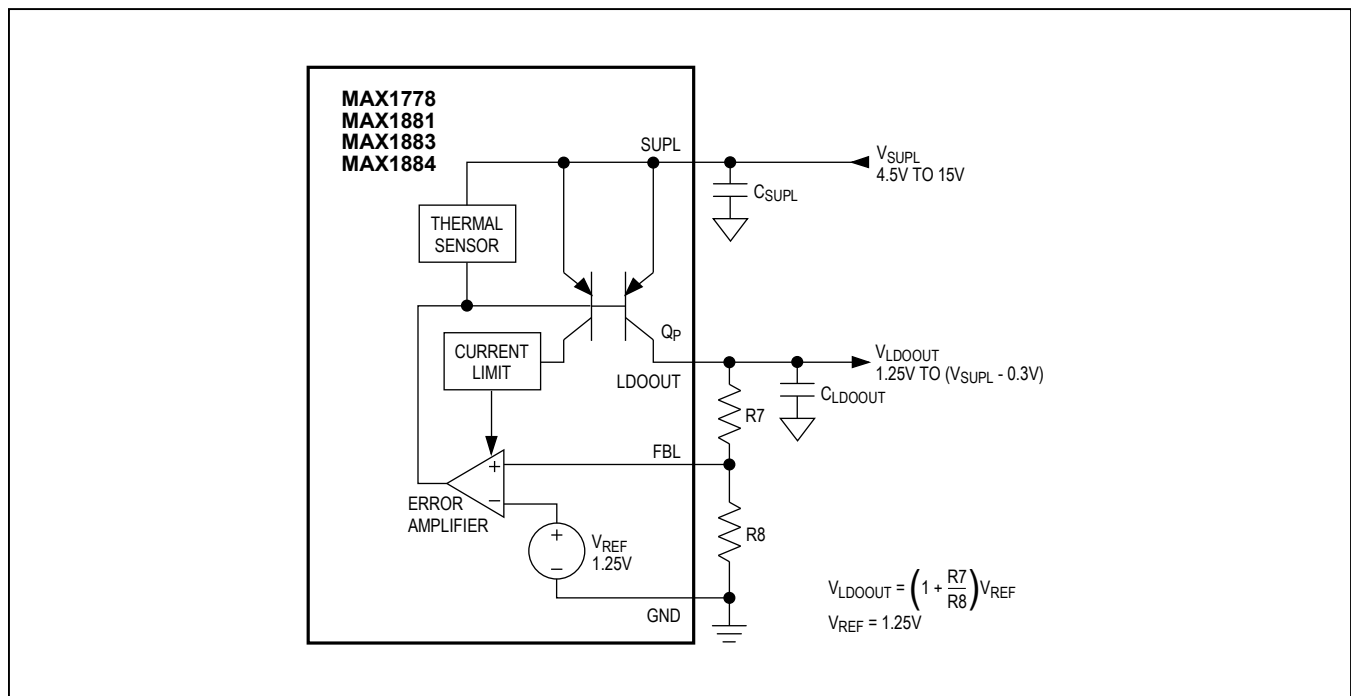 MAX1778
MAX1881
MAX1883
MAX1884
SUPL
VSUPL
4.5V TO 15V
CSUPL
THERMAL
SENSOR
QP
CURRENT
LIMIT
LDOOUT
VLDOOUT
1.25V TO (VSUPL - 0.3V)
CLDOOUT
R7
FBL
+
−
ERROR
AMPLIFIER
+
−
VREF
1.25V
R8
GND
VLDOOUT = (1 + R7/R8)VREF
VREF = 1.25V